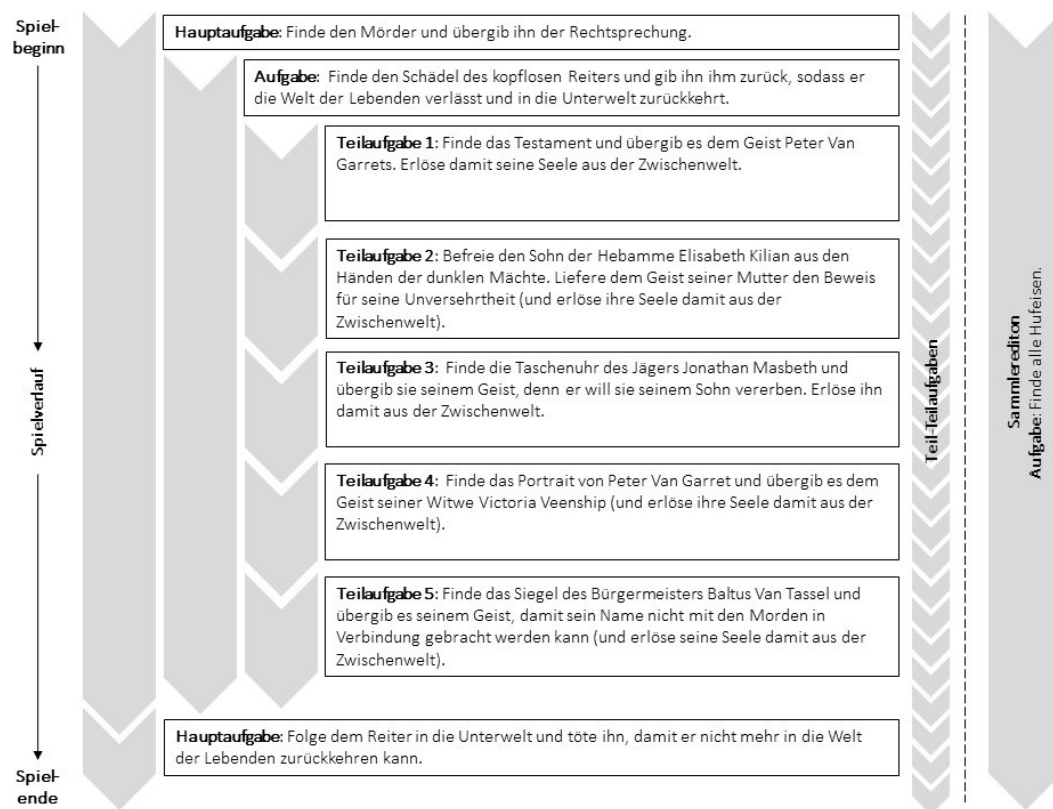 Spiel-
beginn
Hauptaufgabe: Finde den Mörder und übergib ihn der Rechtsprechung.
Aufgabe: Finde den Schädel des kopflosen Reiters und gib ihn ihm zurück, sodass er
die Welt der Lebenden verlässt und in die Unterwelt zurückkehrt.
Teilaufgabe 1: Finde das Testament und übergib es dem Geist Peter Van
Garrets. Erlöse damit seine Seele aus der Zwischenwelt.
Teilaufgabe 2: Befreie den Sohn der Hebamme Elisabeth Kilian aus den
Händen der dunklen Mächte. Liefere dem Geist seiner Mutter den Beweis
für seine Unversehrtheit (und erlöse ihre Seele damit aus der
Zwischenwelt).
Teilaufgabe 3: Finde die Taschenuhr des Jägers Jonathan Masbeth und
übergib sie seinem Geist, denn er will sie seinem Sohn vererben. Erlöse ihn
damit aus der Zwischenwelt.
Teilaufgabe 4: Finde das Portrait von Peter Van Garret und übergib es dem
Geist seiner Witwe Victoria Veenship (und erlöse ihre Seele damit aus der
Zwischenwelt).
Teilaufgabe 5: Finde das Siegel des Bürgermeisters Baltus Van Tassel und
übergib es seinem Geist, damit sein Name nicht mit den Morden in
Verbindung gebracht werden kann (und erlöse seine Seele damit aus der
Zwischenwelt).
Hauptaufgabe: Folge dem Reiter in die Unterwelt und töte ihn, damit er nicht mehr in die Welt
der Lebenden zurückkehren kann.
Spielverlauf
Spiel-
ende
Teil-Teilaufgaben
Sammlerediton
Aufgabe: Finde alle Hufeisen.